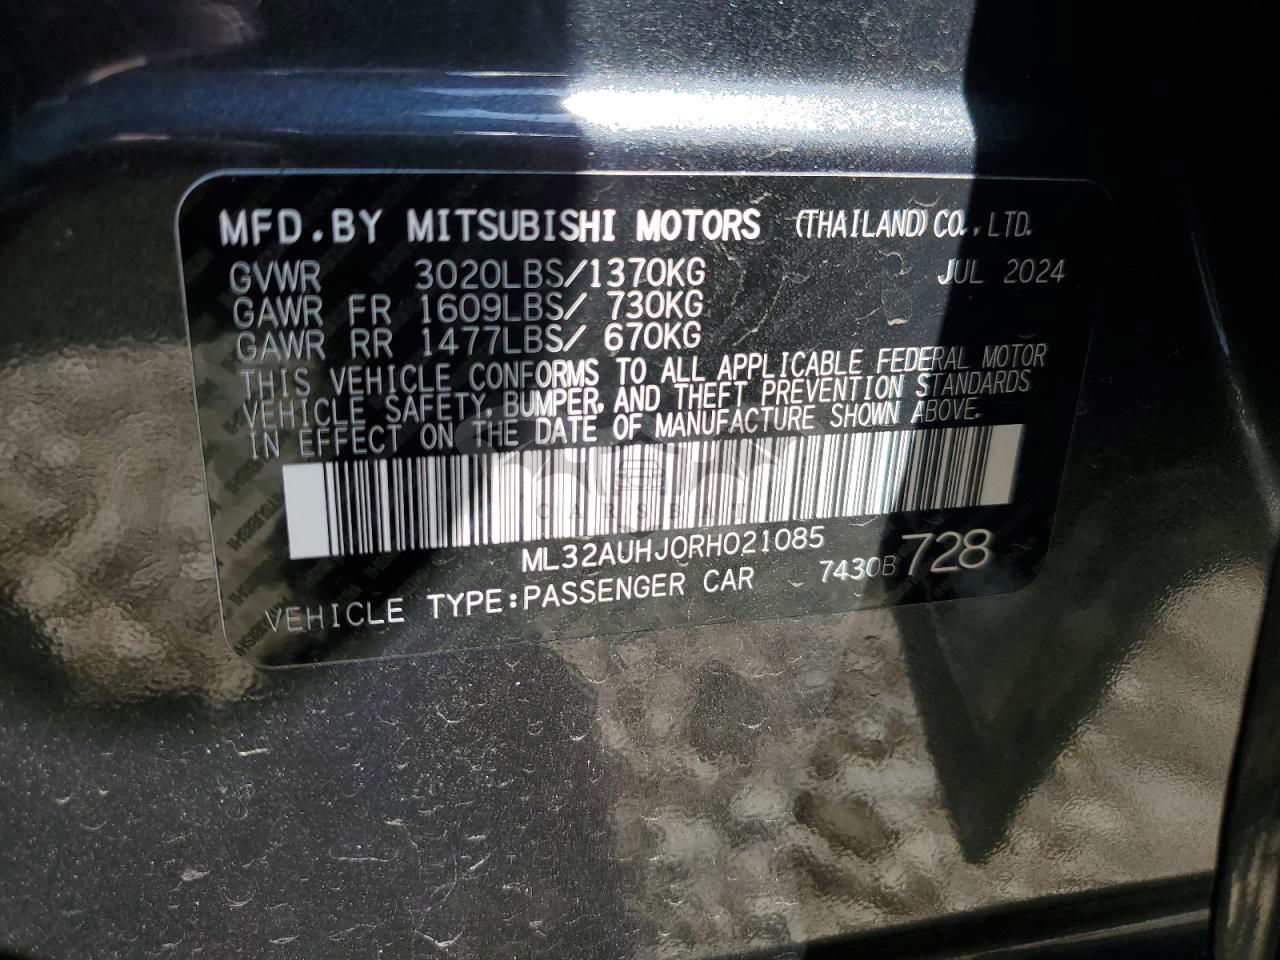 MFD.BY MITSUBISHI MOTORS (THAILAND)CO.,LTD.
GVWR 3020LBS/1370KG JUL 2024
GAWR FR 1609LBS/ 730KG
GAWR RR 1477LBS/ 670KG
THIS VEHICLE CONFORMS TO ALL APPLICABLE FEDERAL MOTOR
VEHICLE SAFETY, BUMPER, AND THEFT PREVENTION STANDARDS
IN EFFECT ON THE DATE OF MANUFACTURE SHOWN ABOVE.
CARSBAT
ML32AUHJ0RH021085
VEHICLE TYPE:PASSENGER CAR 7430B 728